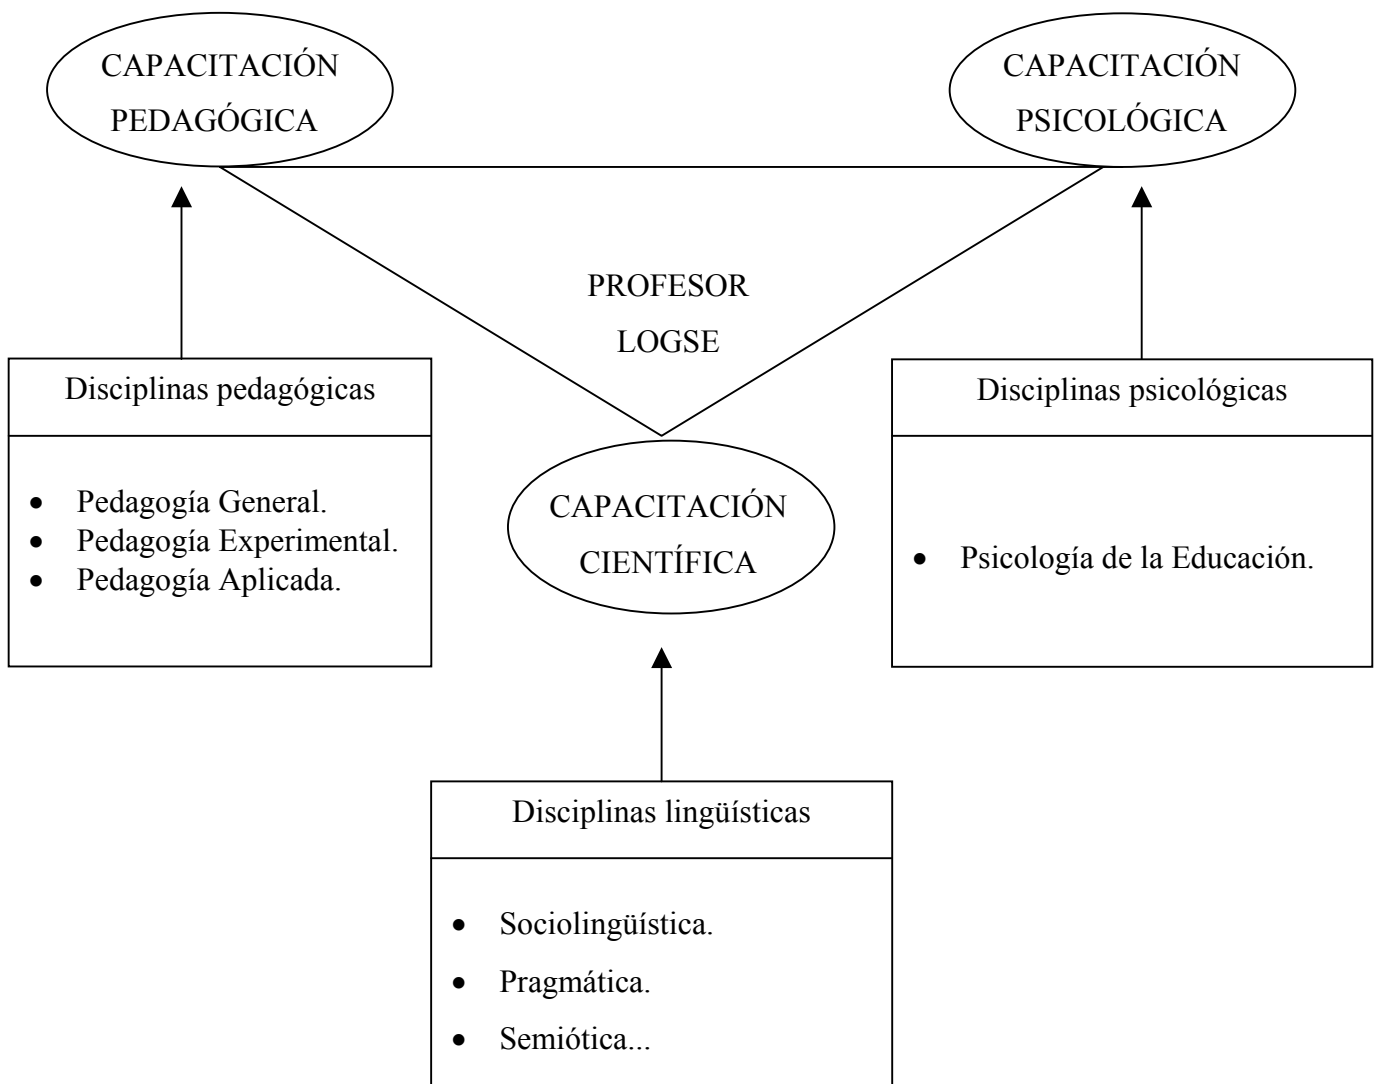 CAPACITACIÓN
PEDAGÓGICA
CAPACITACIÓN
PSICOLÓGICA
PROFESOR
LOGSE
Disciplinas pedagógicas
• Pedagogía General.
• Pedagogía Experimental.
• Pedagogía Aplicada.
Disciplinas psicológicas
• Psicología de la Educación.
CAPACITACIÓN
CIENTÍFICA
Disciplinas lingüísticas
• Sociolingüística.
• Pragmática.
• Semiótica...